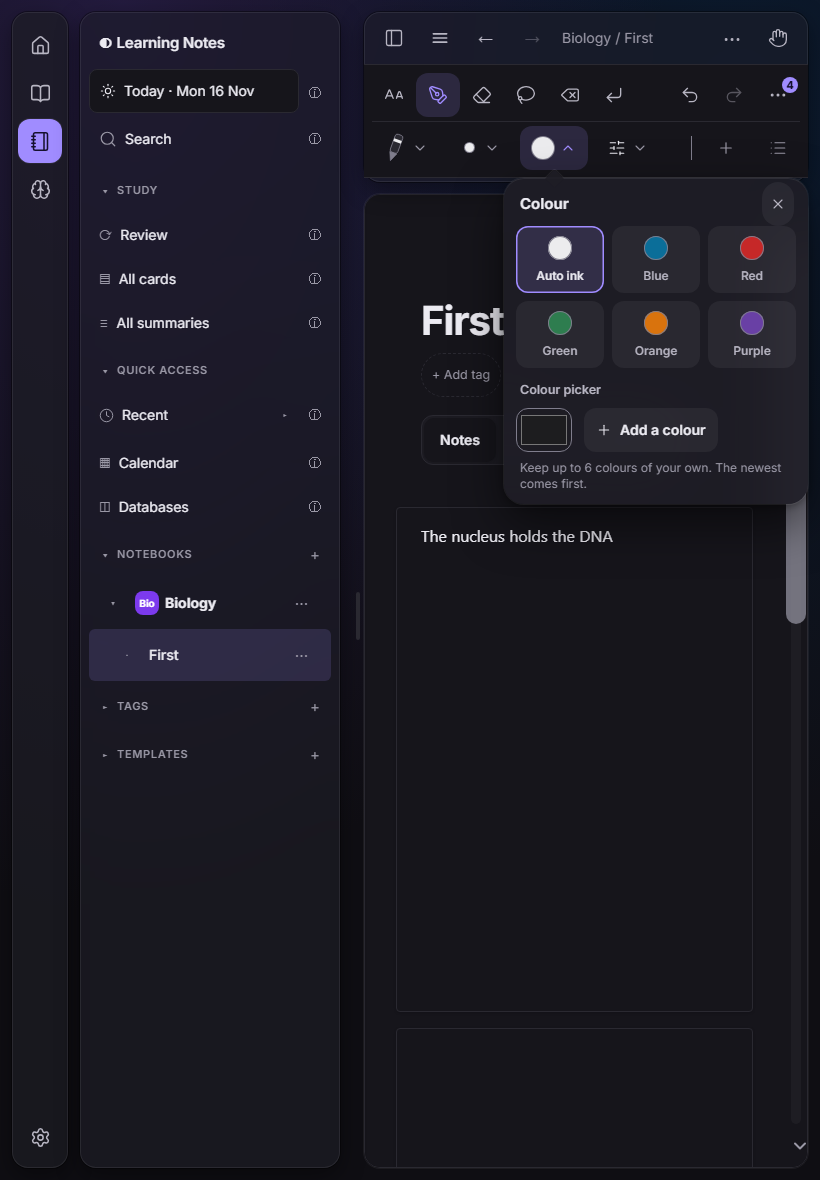 Learning Notes
Today · Mon 16 Nov
Search
STUDY
Review
All cards
All summaries
QUICK ACCESS
Recent
Calendar
Databases
NOTEBOOKS
Bio Biology
First
TAGS
TEMPLATES
Biology / First
AA
4
Colour
Auto ink
Blue
Red
Green
Orange
Purple
Colour picker
Add a colour
Keep up to 6 colours of your own. The newest
comes first.
First
+ Add tag
Notes
The nucleus holds the DNA